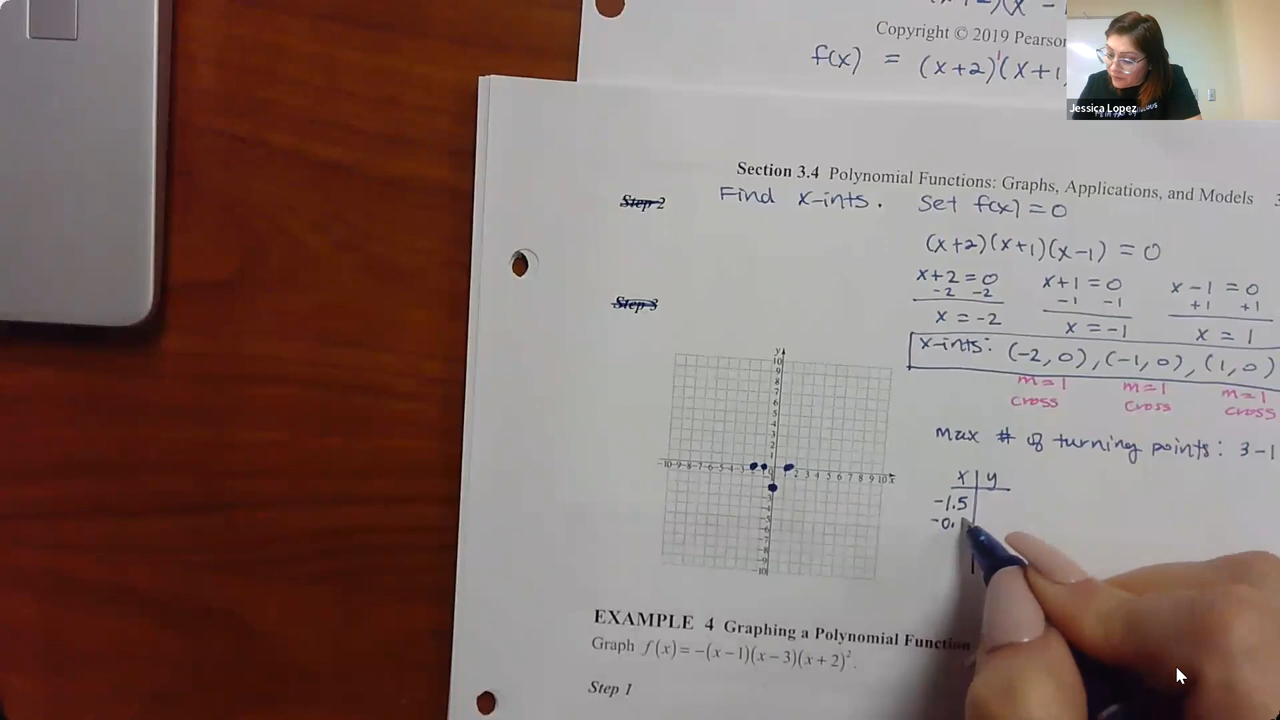 Copyright © 2019 Pearson
f(x) = (x+2)¹(x+1
Jessica Lopez
Section 3.4 Polynomial Functions: Graphs, Applications, and Models
Step 2 Find x-ints. Set f(x)=0
(x+2)(x+1)(x-1) = 0
x+2=0 x+1=0 x-1=0
-2 -2 -1 -1 +1 +1
x = -2 x = -1 x = 1
Step 3
x-ints: (-2,0), (-1,0), (1,0)
m=1 m=1 m=1
cross cross cross
max # of turning points: 3-1
x y
-1.5
-0.
EXAMPLE 4 Graphing a Polynomial Function
Graph f(x)=-(x-1)(x-3)(x+2)².
Step 1